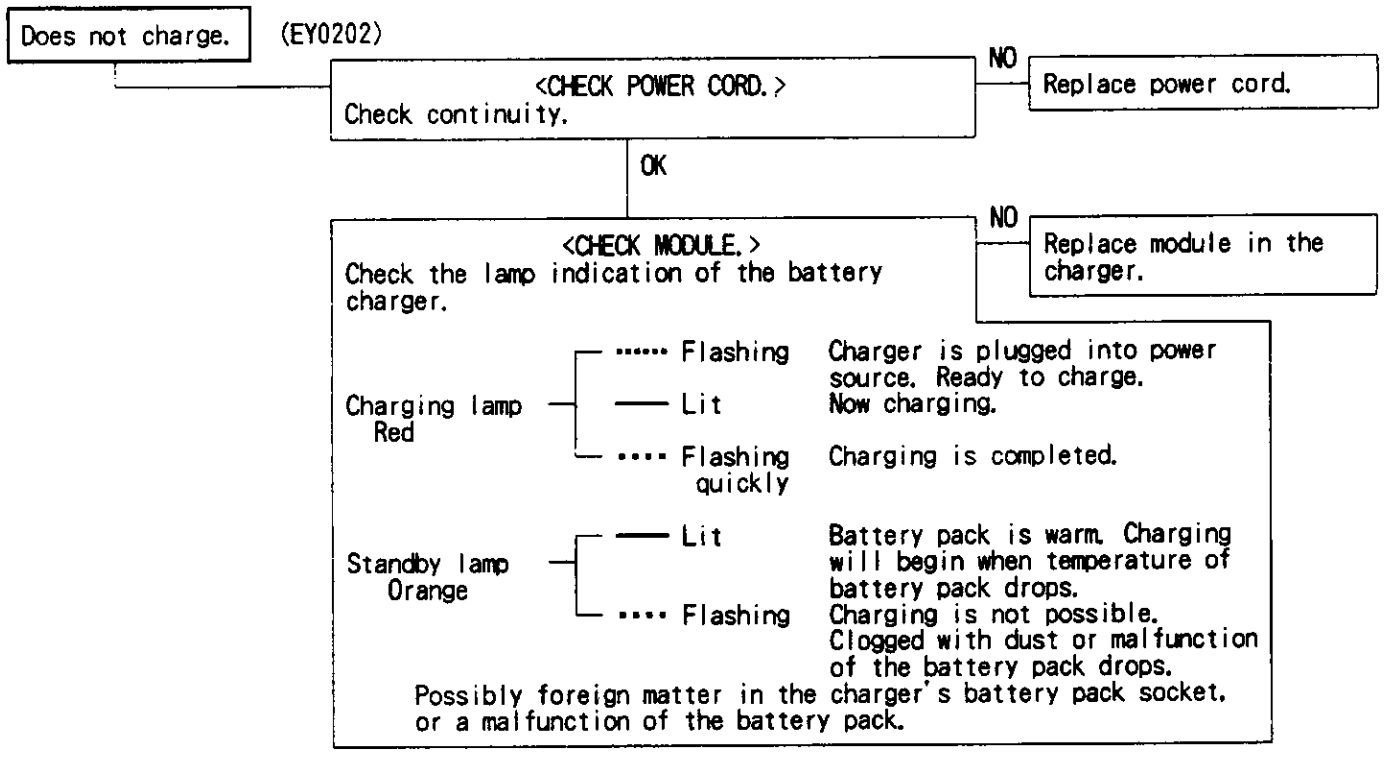 Does not charge. (EY0202)
NO
<CHECK POWER CORD.>
Check continuity.
Replace power cord.
OK
NO
<CHECK MODULE.>
Check the lamp indication of the battery
charger.
Replace module in the
charger.
Flashing Charger is plugged into power
source. Ready to charge.
Charging lamp
Red
Lit Now charging.
Flashing
quickly
Charging is completed.
Standby lamp
Orange
Lit Battery pack is warm. Charging
will begin when temperature of
battery pack drops.
Flashing Charging is not possible.
Clogged with dust or malfunction
of the battery pack drops.
Possibly foreign matter in the charger's battery pack socket.
or a malfunction of the battery pack.